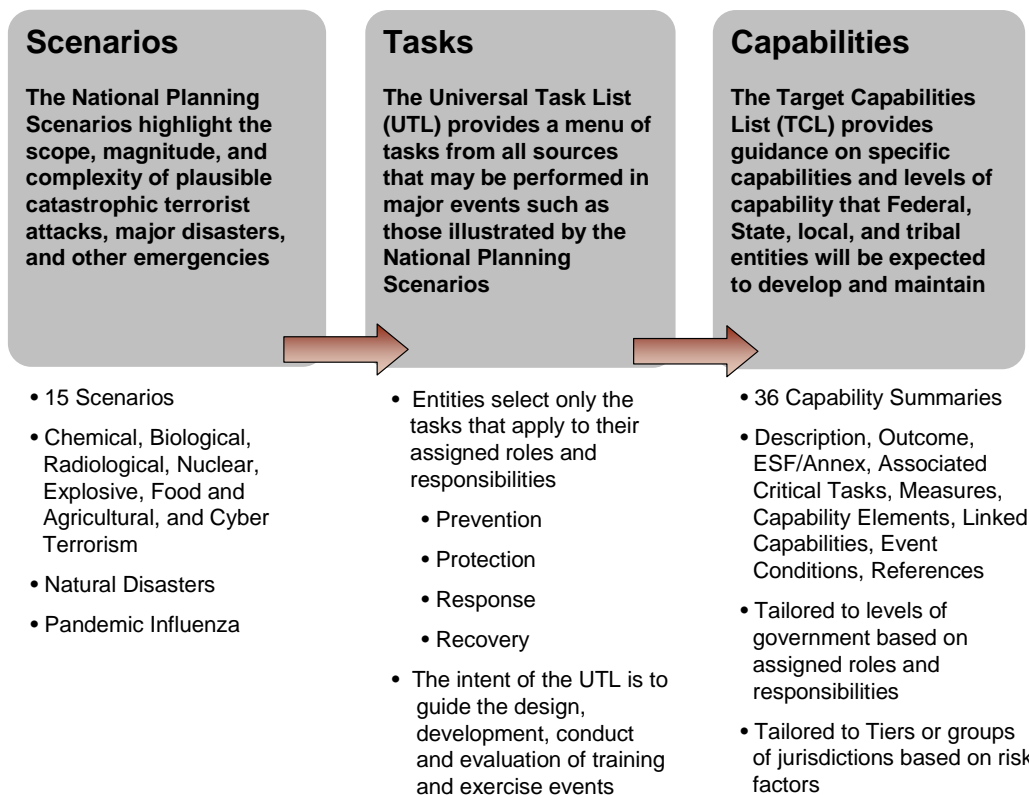 Scenarios
The National Planning
Scenarios highlight the
scope, magnitude, and
complexity of plausible
catastrophic terrorist
attacks, major disasters,
and other emergencies
• 15 Scenarios
• Chemical, Biological,
Radiological, Nuclear,
Explosive, Food and
Agricultural, and Cyber
Terrorism
• Natural Disasters
• Pandemic Influenza
Tasks
The Universal Task List
(UTL) provides a menu of
tasks from all sources
that may be performed in
major events such as
those illustrated by the
National Planning
Scenarios
• Entities select only the
tasks that apply to their
assigned roles and
responsibilities
• Prevention
• Protection
• Response
• Recovery
• The intent of the UTL is to
guide the design,
development, conduct
and evaluation of training
and exercise events
Capabilities
The Target Capabilities
List (TCL) provides
guidance on specific
capabilities and levels of
capability that Federal,
State, local, and tribal
entities will be expected
to develop and maintain
• 36 Capability Summaries
• Description, Outcome,
ESF/Annex, Associated
Critical Tasks, Measures,
Capability Elements, Linked
Capabilities, Event
Conditions, References
• Tailored to levels of
government based on
assigned roles and
responsibilities
• Tailored to Tiers or groups
of jurisdictions based on risk
factors